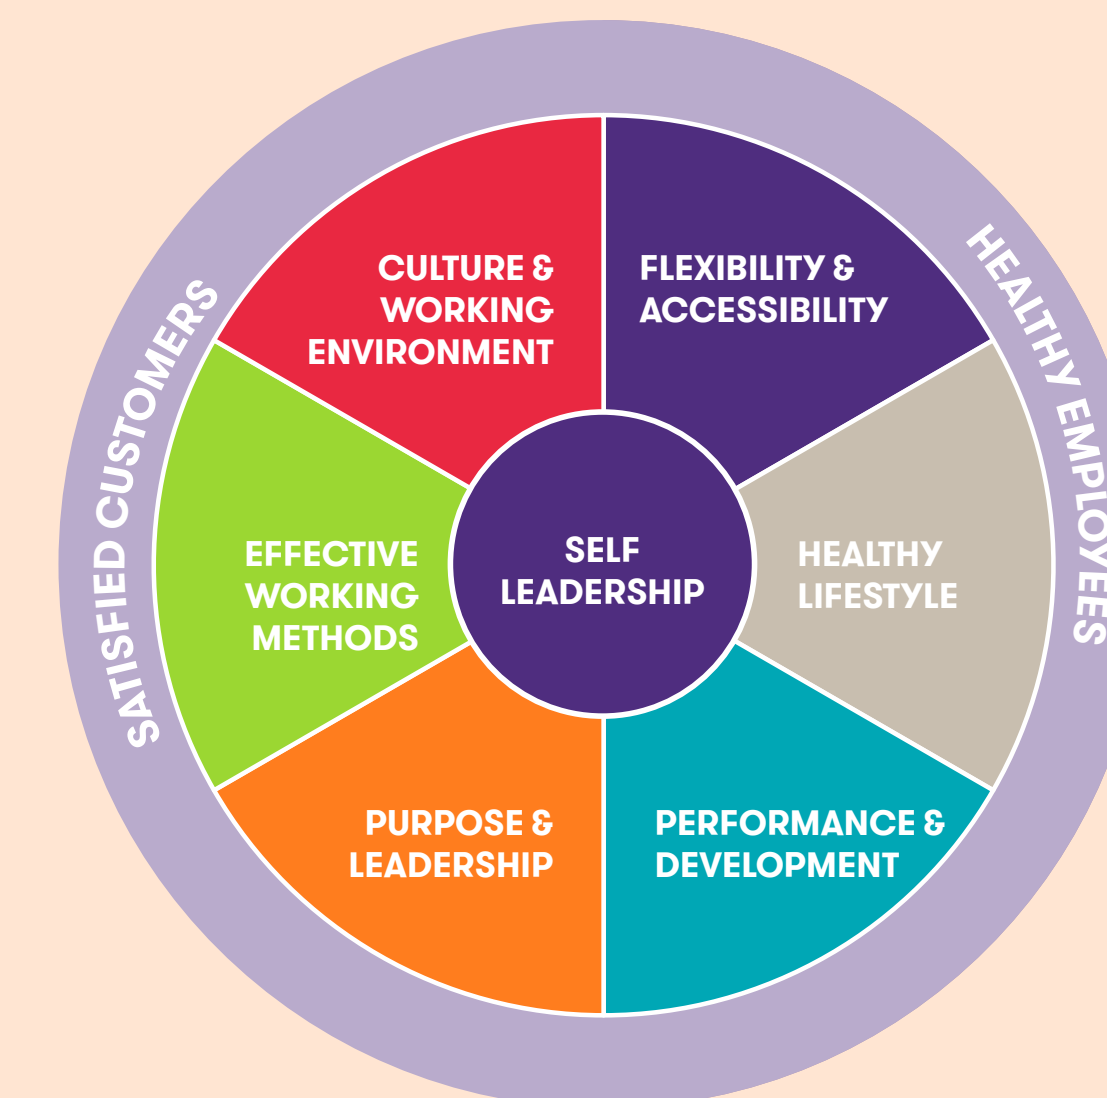 CULTURE &
WORKING
ENVIRONMENT
FLEXIBILITY &
ACCESSIBILITY
HEALTHY EMPLOYEES
SATISFIED CUSTOMERS
EFFECTIVE
WORKING
METHODS
SELF
LEADERSHIP
HEALTHY
LIFESTYLE
PURPOSE &
LEADERSHIP
PERFORMANCE &
DEVELOPMENT